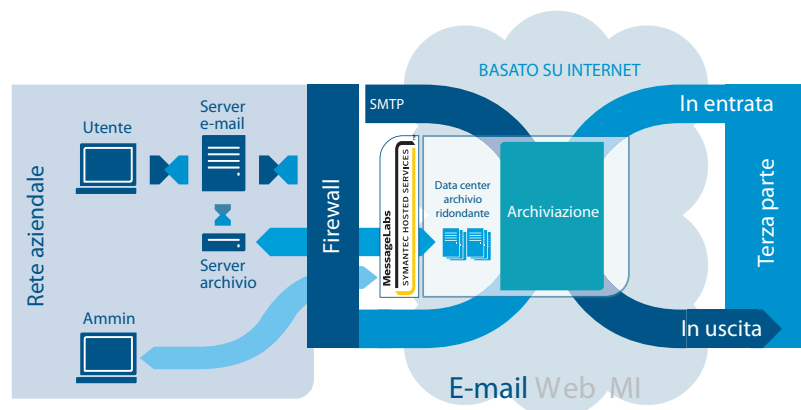 BASATO SU INTERNET
Rete aziendale
Utente
Server
e-mail
Server
archivio
Ammin
Firewall
SMTP
MessageLabs
SYMANTEC HOSTED SERVICES
Data center
archivio
ridondante
Archiviazione
In entrata
In uscita
Terza parte
E-mail Web MI